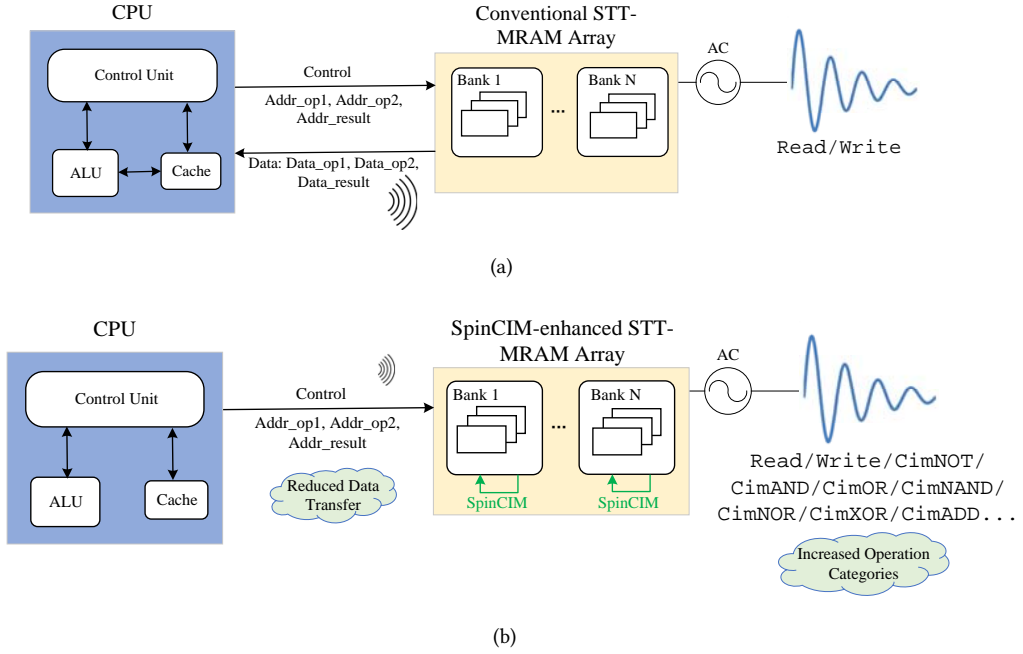 CPU
Conventional STT-
MRAM Array
Control Unit
ALU
Cache
Control
Addr_op1, Addr_op2,
Addr_result
Data: Data_op1, Data_op2,
Data_result
Bank 1
...
Bank N
AC
Read/Write
(a)
CPU
SpinCIM-enhanced STT-
MRAM Array
Control Unit
ALU
Cache
Control
Addr_op1, Addr_op2,
Addr_result
Reduced Data
Transfer
Bank 1
...
Bank N
SpinCIM
SpinCIM
AC
Read/Write/CimNOT/
CimAND/CimOR/CimNAND/
CimNOR/CimXOR/CimADD...
Increased Operation
Categories
(b)